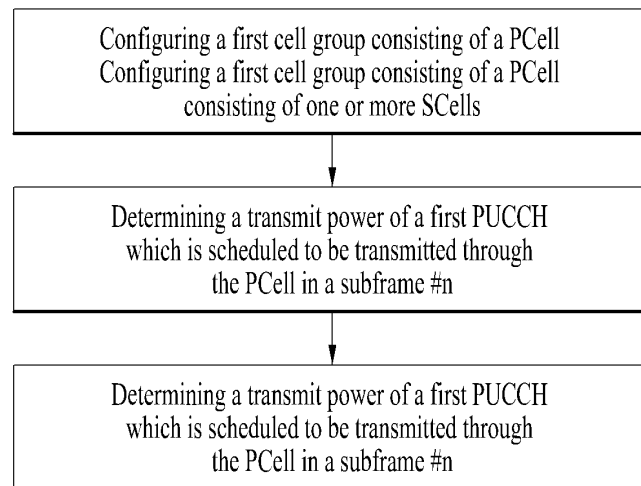 Configuring a first cell group consisting of a PCell
Configuring a first cell group consisting of a PCell
consisting of one or more SCells
Determining a transmit power of a first PUCCH
which is scheduled to be transmitted through
the PCell in a subframe #n
Determining a transmit power of a first PUCCH
which is scheduled to be transmitted through
the PCell in a subframe #n